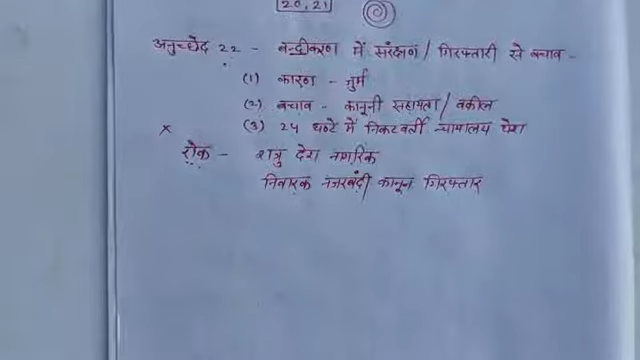 20, 21
अनुच्छेद 22 - बन्दीकरण में संरक्षण / गिरफ्तारी से बचाव -
(1) कारण - जुर्म
(2) बचाव - कानूनी सहायता / वकील
x (3) 24 घण्टे में निकटवर्ती न्यायालय पेश
रोक - शत्रु देश नागरिक
निवारक नजरबंदी / कानून गिरफ्तार